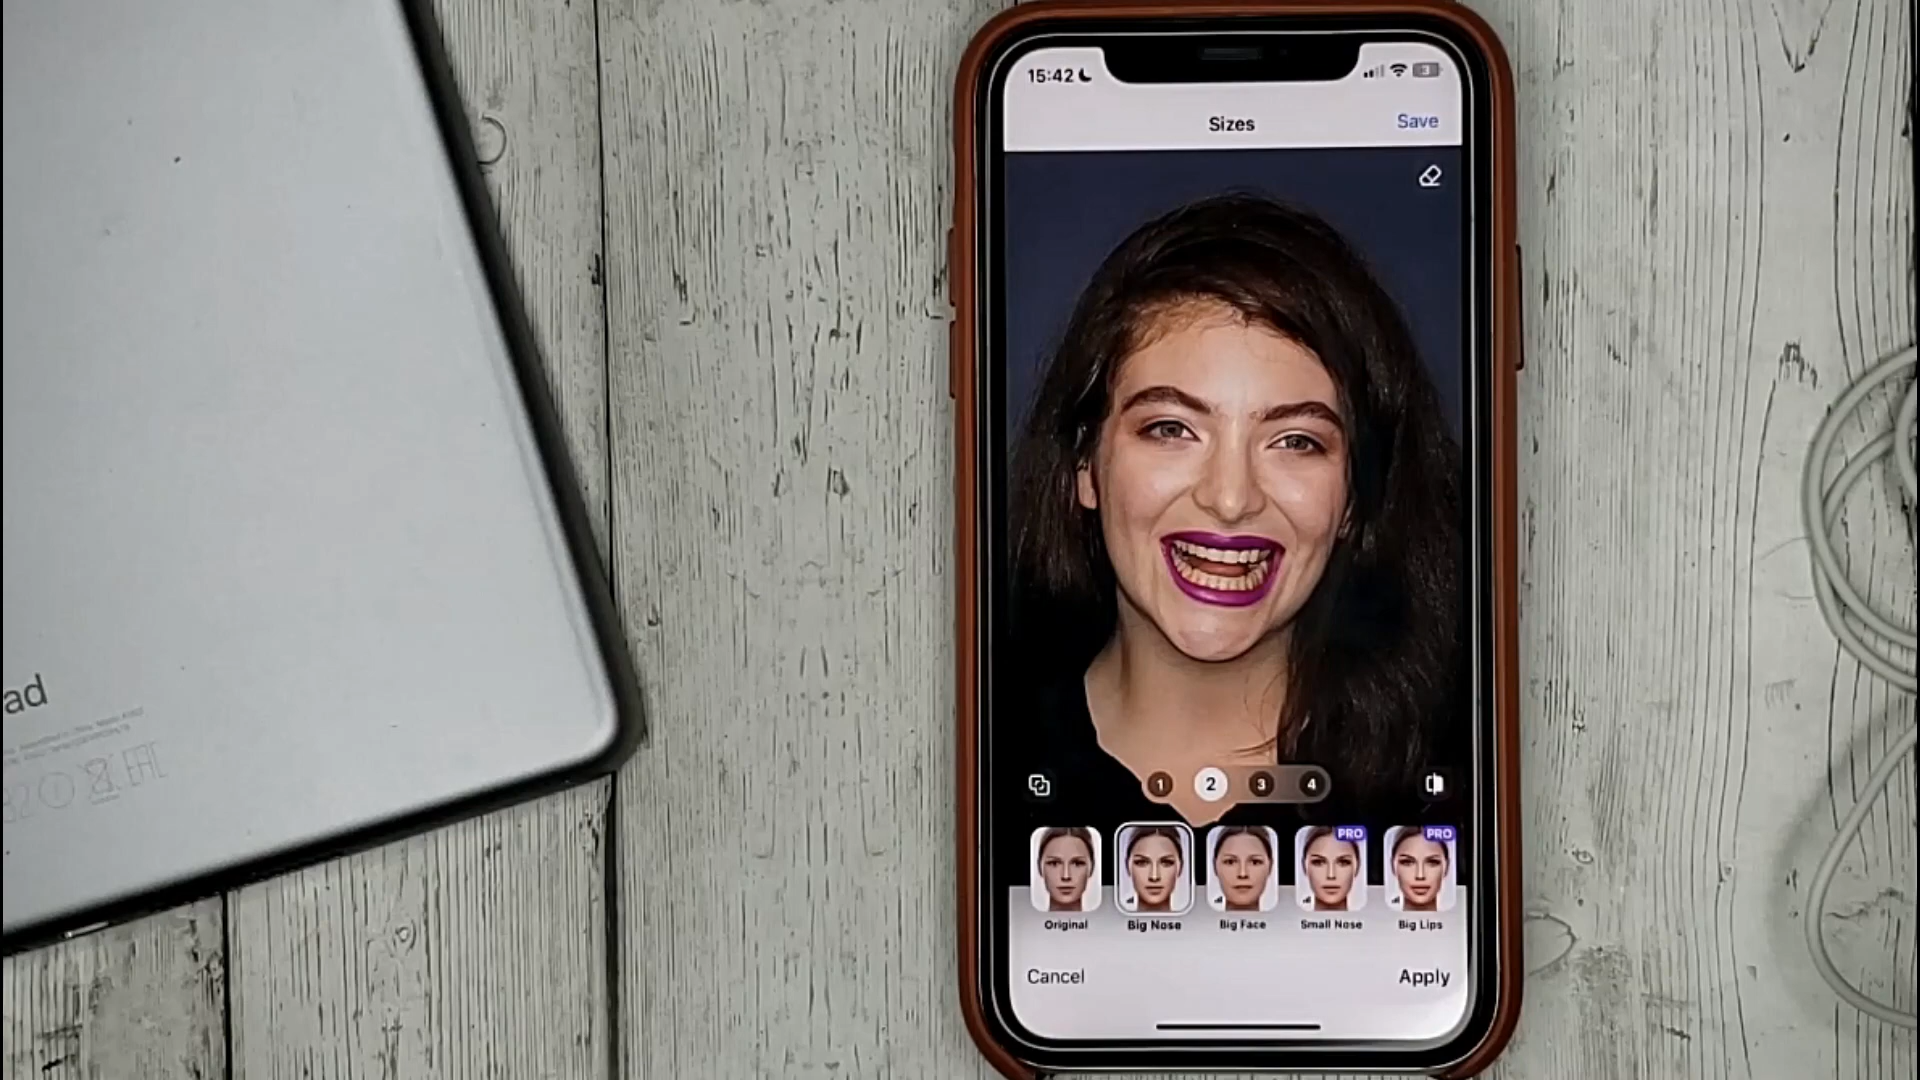 15:42
Sizes
Save
ad
EAC
1 2 3 4
PRO
PRO
Original
Big Nose
Big Face
Small Nose
Big Lips
Cancel
Apply